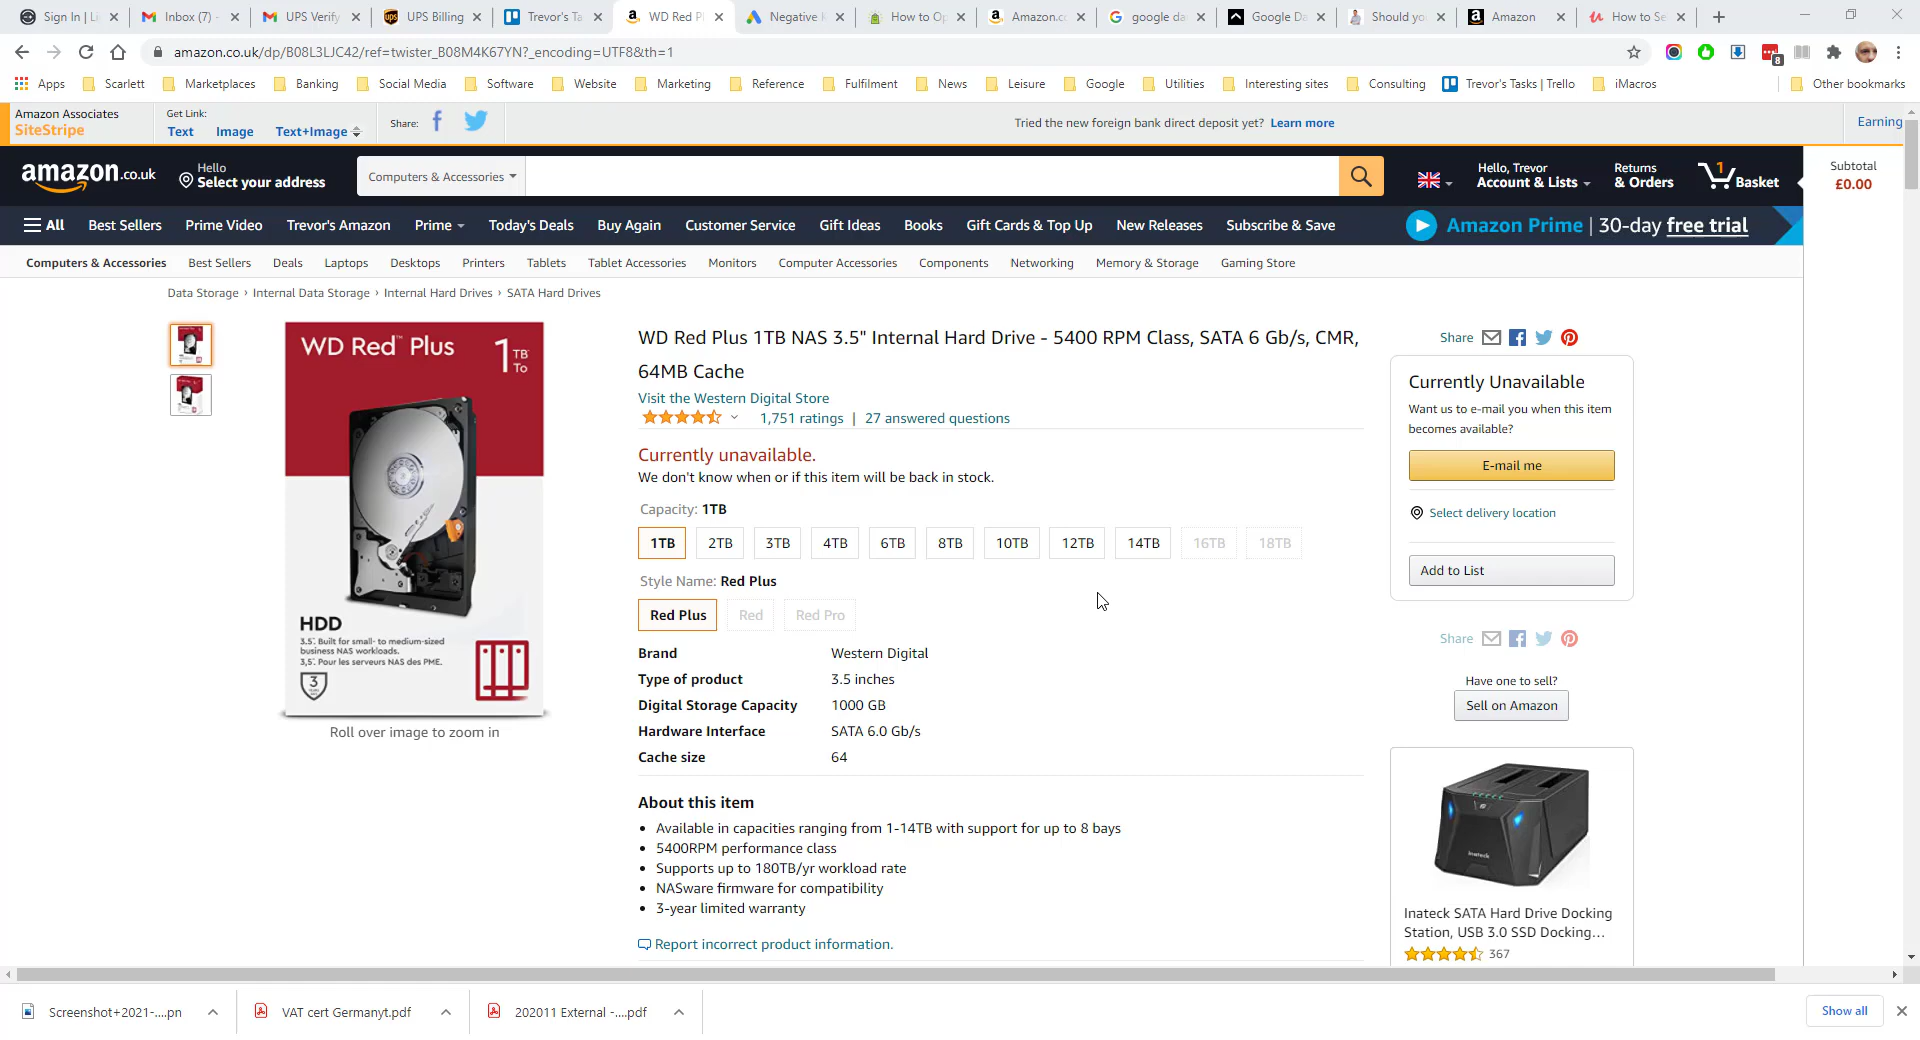 Sign In | Li
Inbox (7) -
UPS Verify
UPS Billing
Trevor's Ta
WD Red Pl
Negative K
How to Op
Amazon.co
google da
Google Da
Should yo
Amazon
How to Se
amazon.co.uk/dp/B08L3LJC42/ref=twister_B08M4K67YN?_encoding=UTF8&th=1
8
Apps Scarlett Marketplaces Banking Social Media Software Website Marketing Reference Fulfilment News Leisure Google Utilities Interesting sites Consulting Trevor's Tasks | Trello iMacros Other bookmarks
Amazon Associates
SiteStripe
Get Link:
Text Image Text+Image
Share:
Tried the new foreign bank direct deposit yet? Learn more
Earning
amazon.co.uk
Hello
Select your address
Computers & Accessories
Hello, Trevor
Account & Lists
Returns
& Orders
1
Basket
Subtotal
£0.00
All Best Sellers Prime Video Trevor's Amazon Prime Today's Deals Buy Again Customer Service Gift Ideas Books Gift Cards & Top Up New Releases Subscribe & Save
Amazon Prime | 30-day free trial
Computers & Accessories Best Sellers Deals Laptops Desktops Printers Tablets Tablet Accessories Monitors Computer Accessories Components Networking Memory & Storage Gaming Store
Data Storage › Internal Data Storage › Internal Hard Drives › SATA Hard Drives
WD Red™ Plus
1 TB
To
HDD
3.5". Built for small- to medium-sized
business NAS workloads.
3,5". Pour les serveurs NAS des PME.
3
Roll over image to zoom in
WD Red Plus 1TB NAS 3.5" Internal Hard Drive - 5400 RPM Class, SATA 6 Gb/s, CMR,
64MB Cache
Visit the Western Digital Store
1,751 ratings | 27 answered questions
Currently unavailable.
We don't know when or if this item will be back in stock.
Capacity: 1TB
1TB 2TB 3TB 4TB 6TB 8TB 10TB 12TB 14TB 16TB 18TB
Style Name: Red Plus
Red Plus Red Red Pro
Brand Western Digital
Type of product 3.5 inches
Digital Storage Capacity 1000 GB
Hardware Interface SATA 6.0 Gb/s
Cache size 64
About this item
• Available in capacities ranging from 1-14TB with support for up to 8 bays
• 5400RPM performance class
• Supports up to 180TB/yr workload rate
• NASware firmware for compatibility
• 3-year limited warranty
Report incorrect product information.
Share
Currently Unavailable
Want us to e-mail you when this item
becomes available?
E-mail me
Select delivery location
Add to List
Share
Have one to sell?
Sell on Amazon
Inateck
Inateck SATA Hard Drive Docking
Station, USB 3.0 SSD Docking...
367
Screenshot+2021-....pn
VAT cert Germanyt.pdf
202011 External -....pdf
Show all